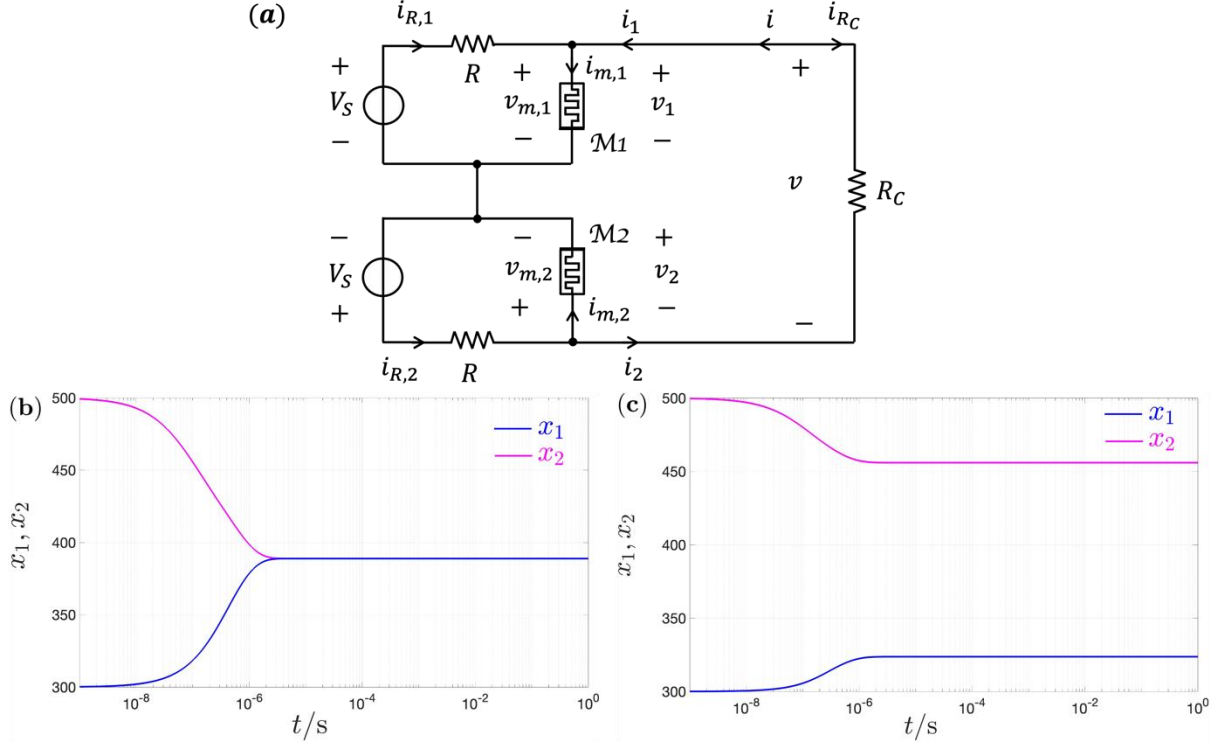 (a)
i_{R,1}
i_1
i
i_{R_C}
+
R
+
i_{m,1}
+
+
V_S
v_{m,1}
v_1
−
−
ℳ1
−
v
R_C
−
−
ℳ2
+
V_S
v_{m,2}
v_2
+
+
i_{m,2}
−
−
i_{R,2}
R
i_2
(b)
500
450
400
350
300
x_1, x_2
x_1
x_2
10^{-8}
10^{-6}
10^{-4}
10^{-2}
10^0
t/s
(c)
500
450
400
350
300
x_1, x_2
x_1
x_2
10^{-8}
10^{-6}
10^{-4}
10^{-2}
10^0
t/s